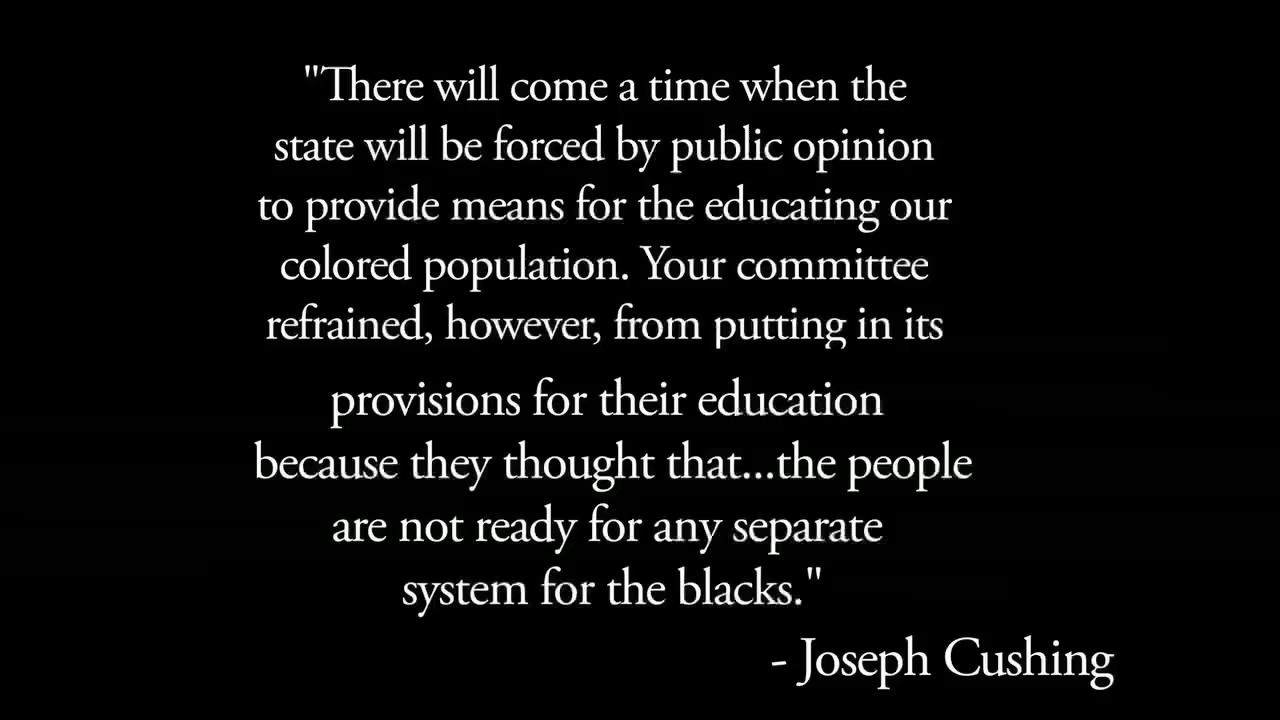 "There will come a time when the
state will be forced by public opinion
to provide means for the educating our
colored population. Your committee
refrained, however, from putting in its
provisions for their education
because they thought that...the people
are not ready for any separate
system for the blacks."
- Joseph Cushing